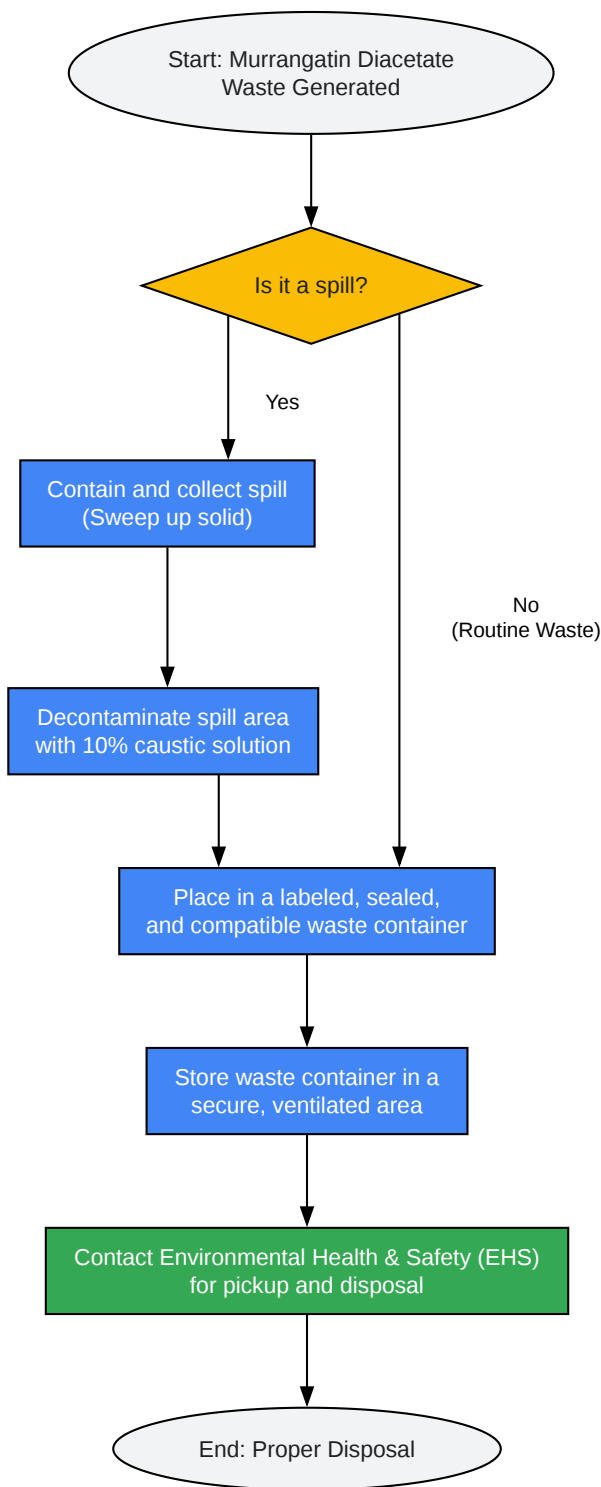 Start: Murrangatin Diacetate
Waste Generated
Is it a spill?
Yes
Contain and collect spill
(Sweep up solid)
No
(Routine Waste)
Decontaminate spill area
with 10% caustic solution
Place in a labeled, sealed,
and compatible waste container
Store waste container in a
secure, ventilated area
Contact Environmental Health & Safety (EHS)
for pickup and disposal
End: Proper Disposal